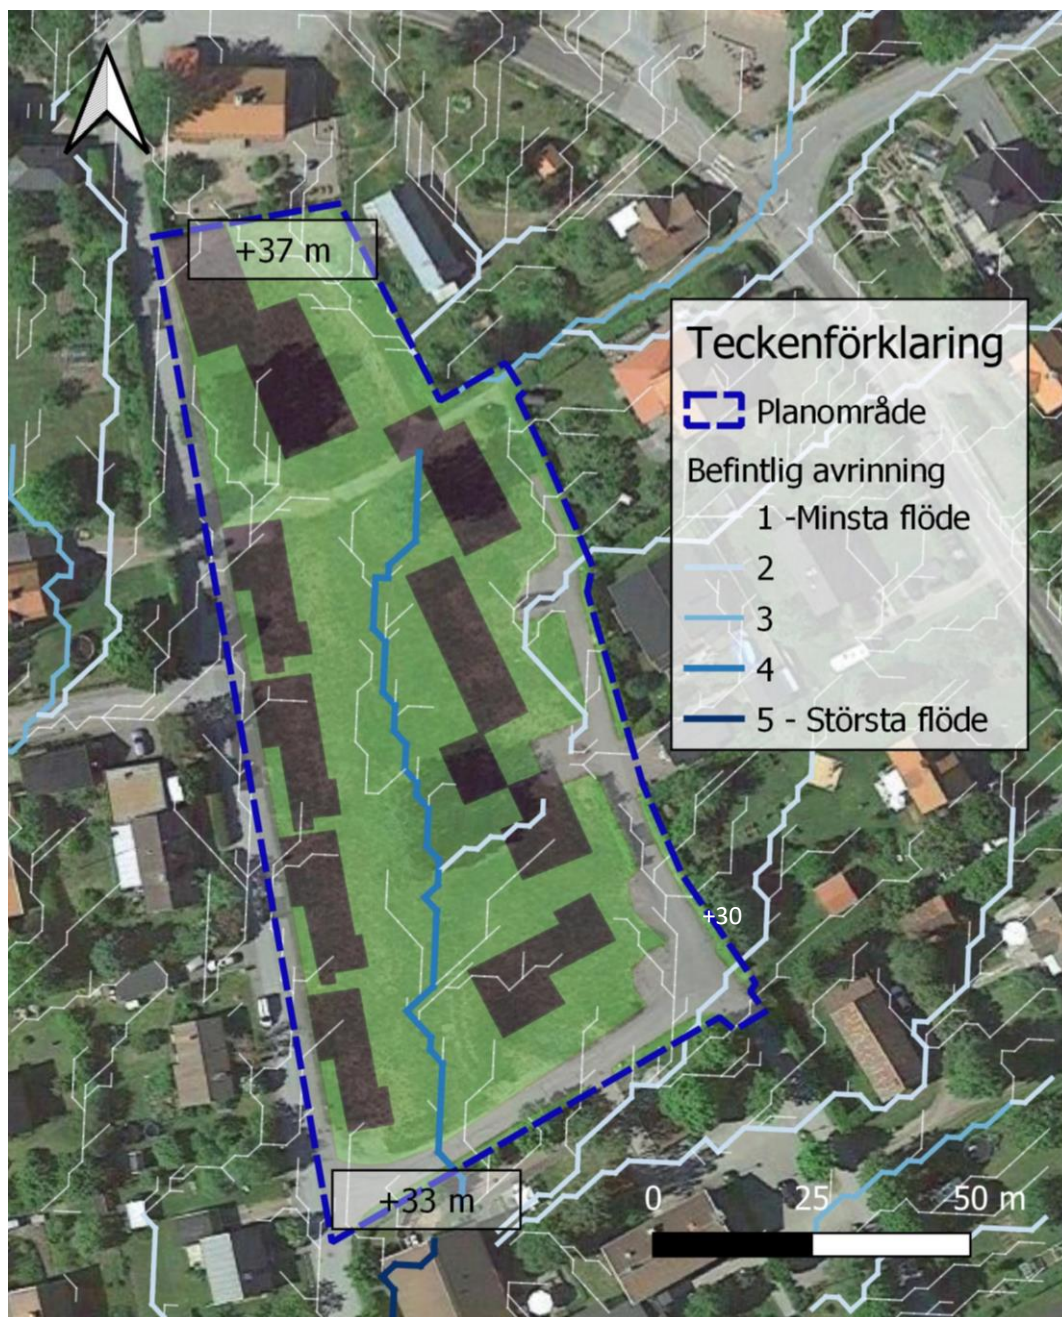 +37 m
Teckenförklaring
Planområde
Befintlig avrinning
1 -Minsta flöde
2
3
4
5 - Största flöde
+30
+33 m
0 25 50 m